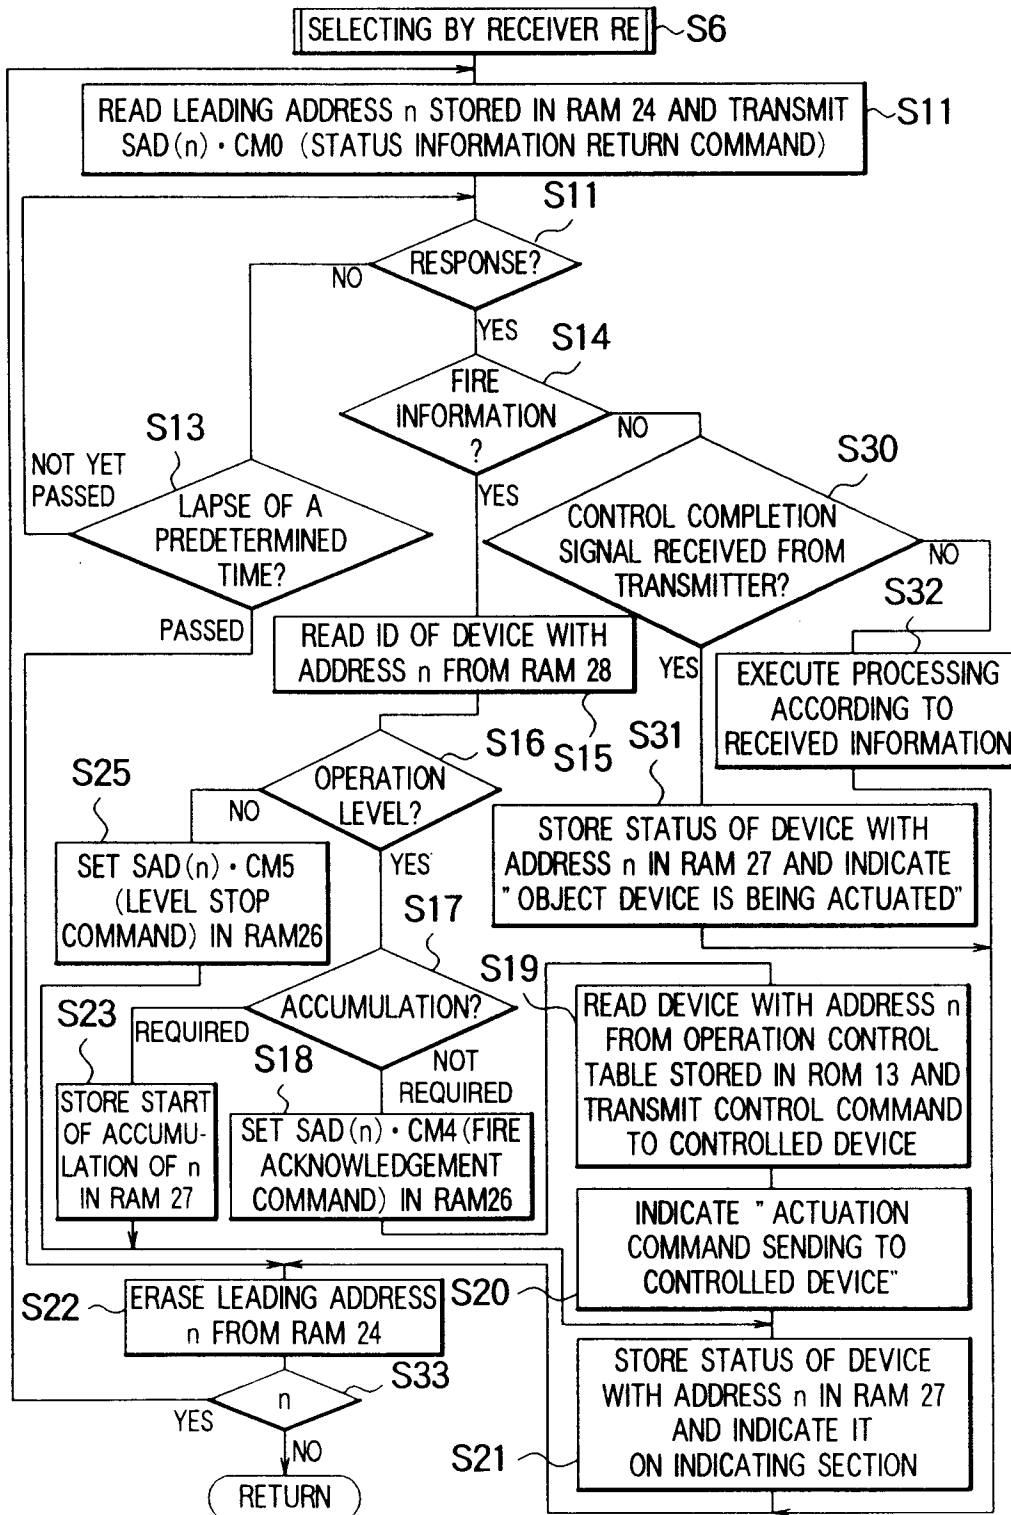 SELECTING BY RECEIVER RE
S6
READ LEADING ADDRESS n STORED IN RAM 24 AND TRANSMIT
SAD(n)·CM0 (STATUS INFORMATION RETURN COMMAND)
S11
S11
RESPONSE?
NO
YES
S14
FIRE
INFORMATION
?
NO
YES
S13
NOT YET
PASSED
LAPSE OF A
PREDETERMINED
TIME?
PASSED
S30
CONTROL COMPLETION
SIGNAL RECEIVED FROM
TRANSMITTER?
NO
YES
S32
EXECUTE PROCESSING
ACCORDING TO
RECEIVED INFORMATION
READ ID OF DEVICE WITH
ADDRESS n FROM RAM 28
S15
S16
OPERATION
LEVEL?
NO
YES
S31
STORE STATUS OF DEVICE WITH
ADDRESS n IN RAM 27 AND INDICATE
" OBJECT DEVICE IS BEING ACTUATED"
S25
SET SAD(n)·CM5
(LEVEL STOP
COMMAND) IN RAM26
S17
ACCUMULATION?
REQUIRED
NOT
REQUIRED
S23
STORE START
OF ACCUMU-
LATION OF n
IN RAM 27
S18
SET SAD(n)·CM4(FIRE
ACKNOWLEDGEMENT
COMMAND) IN RAM26
S19
READ DEVICE WITH ADDRESS n
FROM OPERATION CONTROL
TABLE STORED IN ROM 13 AND
TRANSMIT CONTROL COMMAND
TO CONTROLLED DEVICE
INDICATE " ACTUATION
COMMAND SENDING TO
CONTROLLED DEVICE"
S20
S22
ERASE LEADING ADDRESS
n FROM RAM 24
S33
n
YES
NO
RETURN
STORE STATUS OF DEVICE
WITH ADDRESS n IN RAM 27
AND INDICATE IT
ON INDICATING SECTION
S21